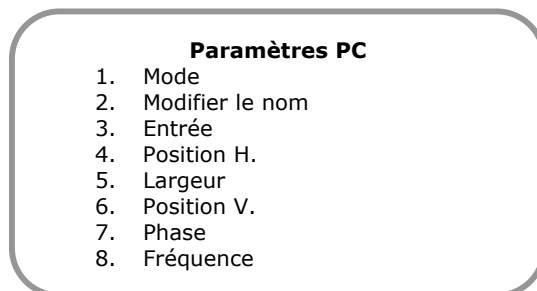 Paramètres PC
1. Mode
2. Modifier le nom
3. Entrée
4. Position H.
5. Largeur
6. Position V.
7. Phase
8. Fréquence